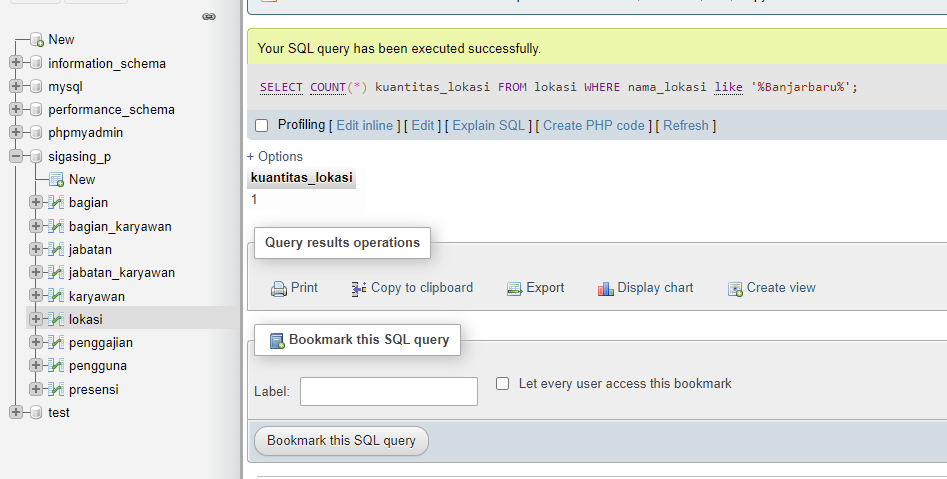 New
information_schema
mysql
performance_schema
phpmyadmin
sigasing_p
New
bagian
bagian_karyawan
jabatan
jabatan_karyawan
karyawan
lokasi
penggajian
pengguna
presensi
test
Your SQL query has been executed successfully.
SELECT COUNT(*) kuantitas_lokasi FROM lokasi WHERE nama_lokasi like '%Banjarbaru%';
Profiling [ Edit inline ] [ Edit ] [ Explain SQL ] [ Create PHP code ] [ Refresh ]
+ Options
kuantitas_lokasi
1
Query results operations
Print Copy to clipboard Export Display chart Create view
Bookmark this SQL query
Label: Let every user access this bookmark
Bookmark this SQL query